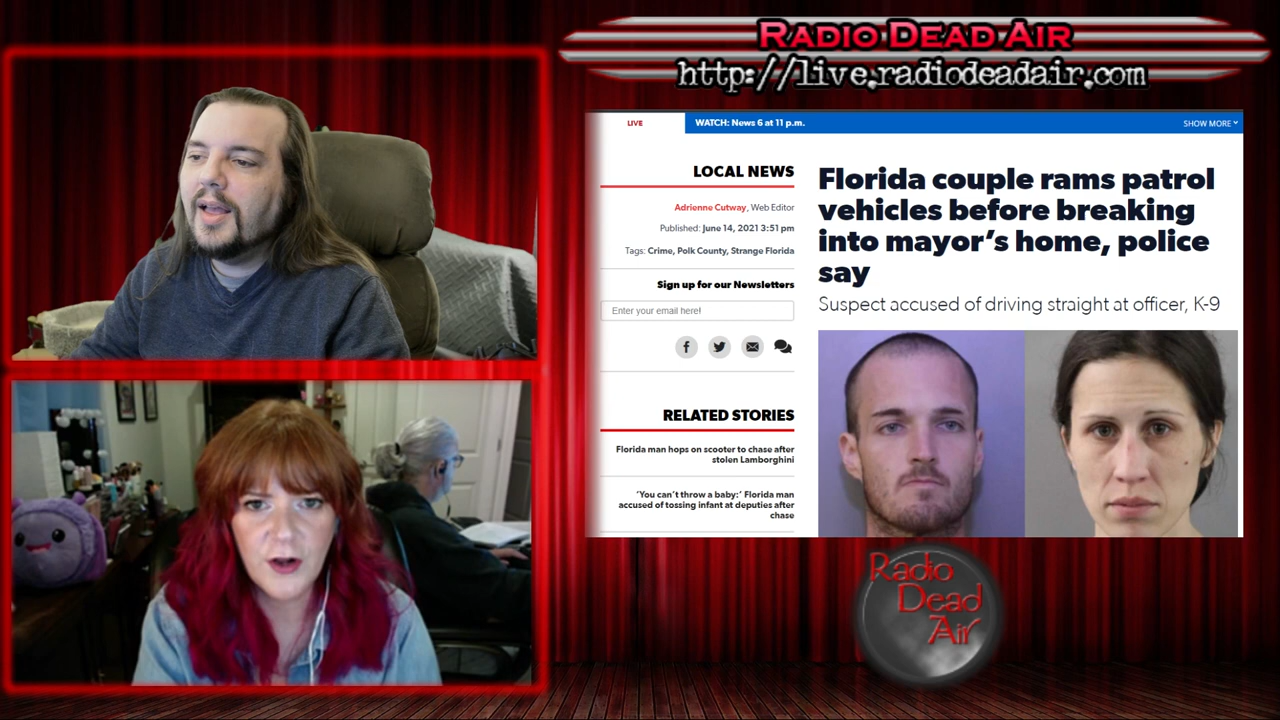 RADIO DEAD AIR
http://live.radiodeadair.com
LIVE
WATCH: News 6 at 11 p.m.
SHOW MORE
LOCAL NEWS
Adrienne Cutway, Web Editor
Published: June 14, 2021 3:51 pm
Tags: Crime, Polk County, Strange Florida
Sign up for our Newsletters
Enter your email here!
RELATED STORIES
Florida man hops on scooter to chase after
stolen Lamborghini
'You can't throw a baby:' Florida man
accused of tossing infant at deputies after
chase
Florida couple rams patrol
vehicles before breaking
into mayor's home, police
say
Suspect accused of driving straight at officer, K-9
Radio
Dead
Air